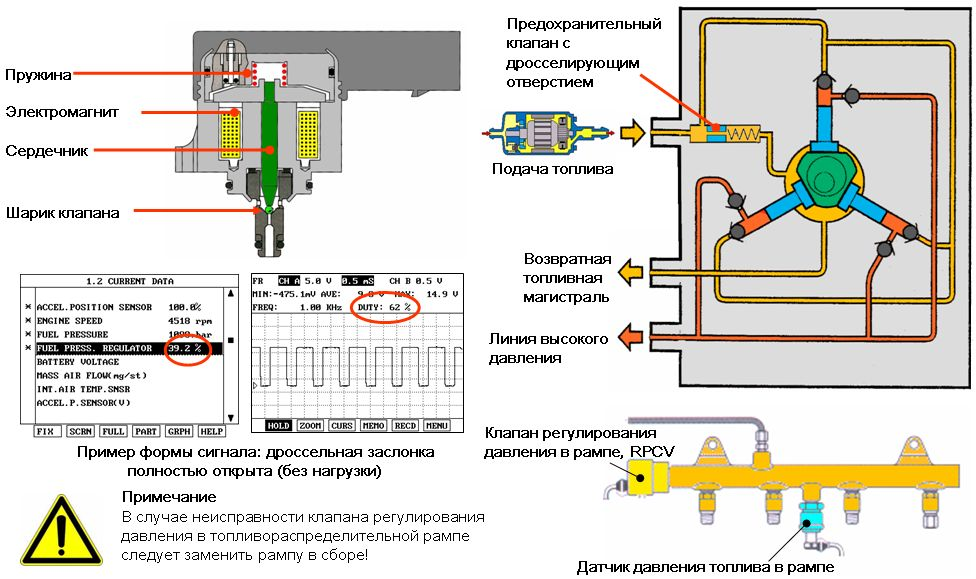 Пружина
Электромагнит
Сердечник
Шарик клапана
Предохранительный
клапан с
дросселирующим
отверстием
Подача топлива
Возвратная
топливная
магистраль
Линия высокого
давления
1.2 CURRENT DATA
* ACCEL.POSITION SENSOR 100.0%
* ENGINE SPEED 4518 rpm
* FUEL PRESSURE
* FUEL PRESS. REGULATOR 39.2 %
BATTERY VOLTAGE
MASS AIR FLOW(mg/st)
INT.AIR TEMP.SNSR
ACCEL.P.SENSOR(V)
FIX SCRN FULL PART GRPH HELP
FR CH A 5.0 V 0.5 mS CH B 0.5 V
MIN:-475.1mV AVE: V MAX: 14.9 V
FREQ: 1.00 KHz DUTY: 62 %
HOLD ZOOM CURS MEMO RECD MENU
Пример формы сигнала: дроссельная заслонка
полностью открыта (без нагрузки)
Примечание
В случае неисправности клапана регулирования
давления в топливораспределительной рампе
следует заменить рампу в сборе!
Клапан регулирования
давления в рампе, RPCV
Датчик давления топлива в рампе